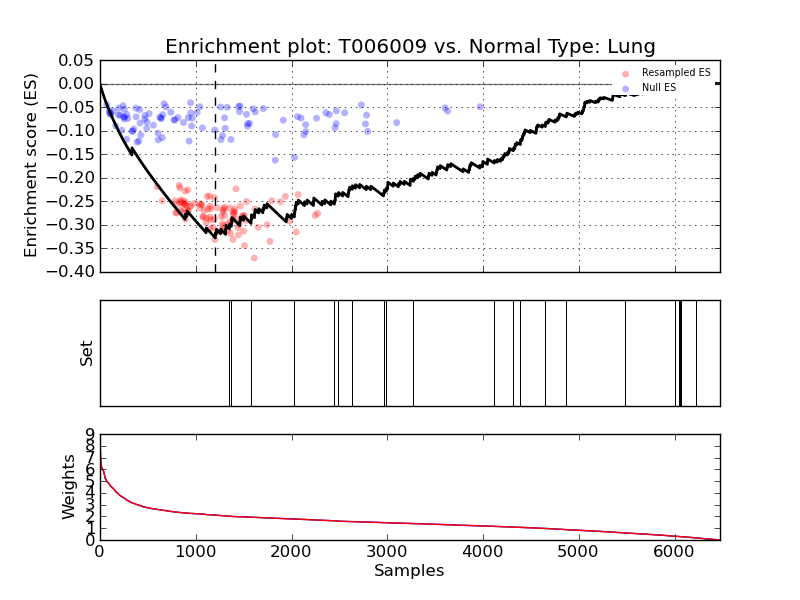 Enrichment plot: T006009 vs. Normal Type: Lung
Enrichment score (ES)
0.05
0.00
−0.05
−0.10
−0.15
−0.20
−0.25
−0.30
−0.35
−0.40
Resampled ES
Null ES
Set
Weights
9
8
7
6
5
4
3
2
1
0
0 1000 2000 3000 4000 5000 6000
Samples